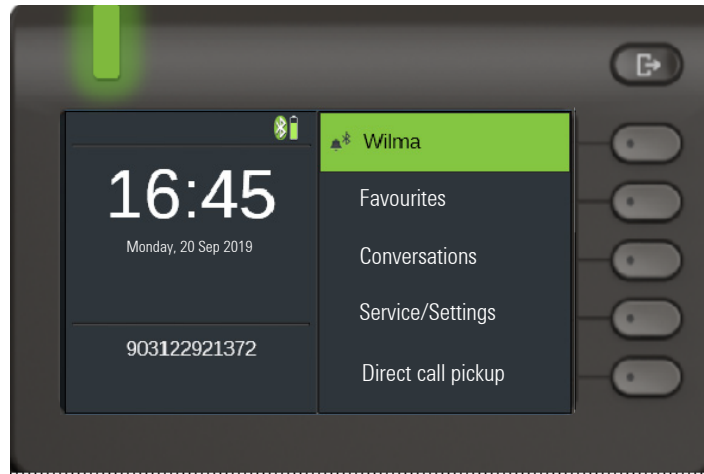 16:45
Monday, 20 Sep 2019
903122921372
Wilma
Favourites
Conversations
Service/Settings
Direct call pickup